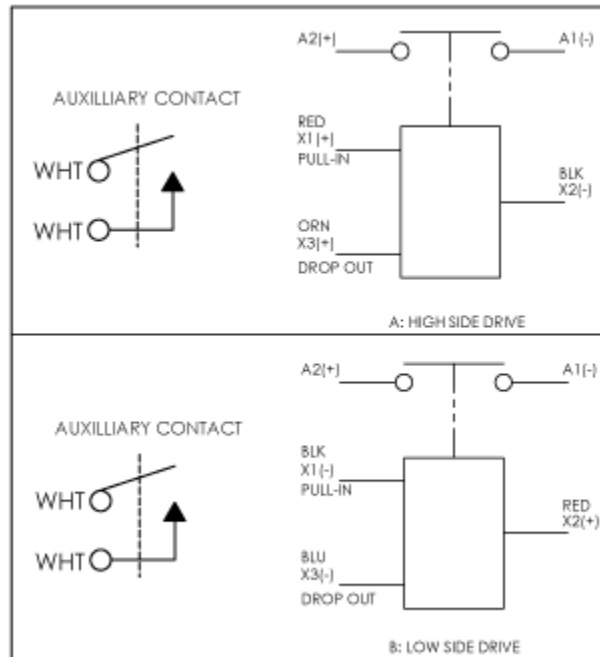 A2(+)
A1(-)
AUXILLIARY CONTACT
RED
X1(+)
PULL-IN
WHT
BLK
X2(-)
WHT
ORN
X3(+)
DROP OUT
A: HIGH SIDE DRIVE
A2(+)
A1(-)
AUXILLIARY CONTACT
BLK
X1(-)
PULL-IN
WHT
RED
X2(+)
WHT
BLU
X3(-)
DROP OUT
B: LOW SIDE DRIVE